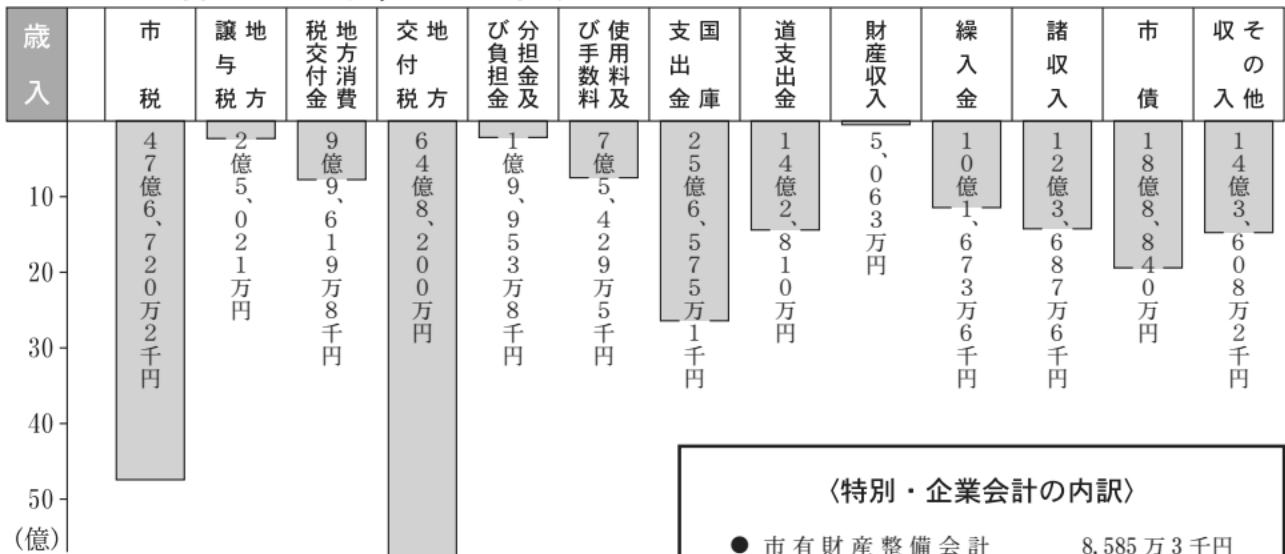 歳入
市税
地方譲与税
地方消費税交付金
地方交付税
分担金及び負担金
使用料及び手数料
国庫支出金
道支出金
財産収入
繰入金
諸収入
市債
その他収入
47億6、720万2千円
2億5、021万円
9億9、619万8千円
64億8、200万円
1億9、953万8千円
7億5、429万5千円
25億6、575万1千円
14億2、810万円
5、063万円
10億1、673万6千円
12億3、687万6千円
18億8、840万円
14億3、608万2千円
10
20
30
40
50
(億)
〈特別・企業会計の内訳〉
● 市有財産整備会計 8,585万3千円